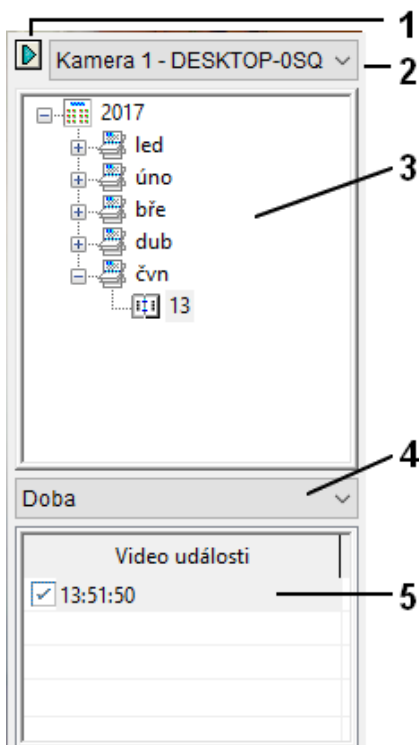 1
Kamera 1 - DESKTOP-0SQ
2
2017
led
úno
3
bře
dub
čvn
13
4
Doba
Video události
13:51:50
5